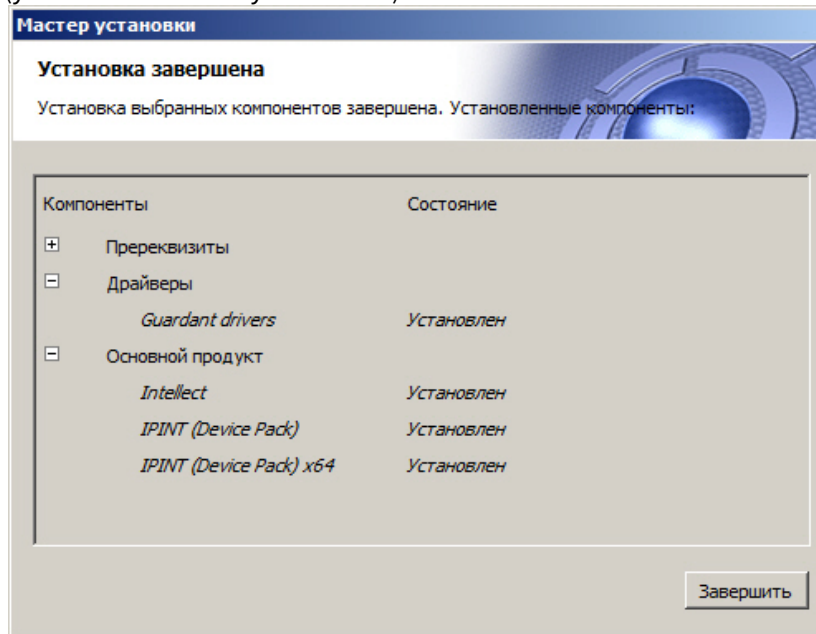 Мастер установки
Установка завершена
Установка выбранных компонентов завершена. Установленные компоненты:
Компоненты Состояние
Пререквизиты
Драйверы
Guardant drivers Установлен
Основной продукт
Intellect Установлен
IPINT (Device Pack) Установлен
IPINT (Device Pack) x64 Установлен
Завершить